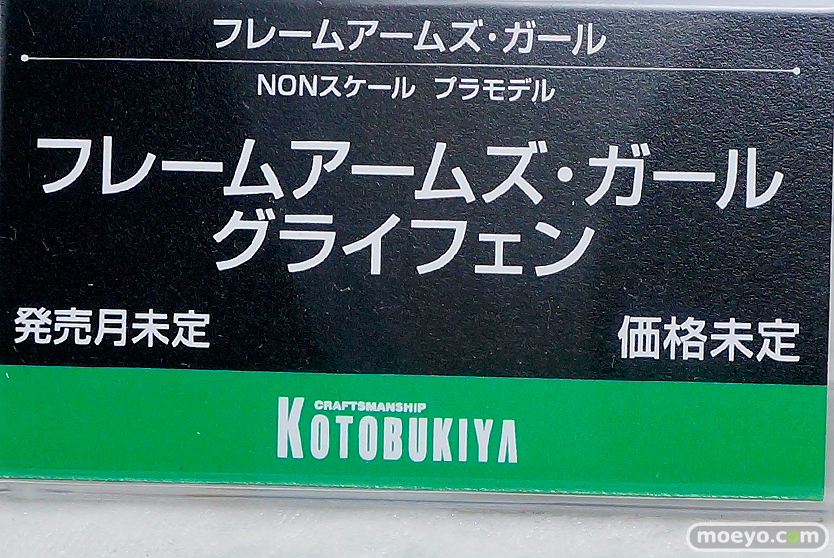 フレームアームズ・ガール
NONスケール プラモデル
フレームアームズ・ガール
グライフェン
発売月未定
価格未定
CRAFTSMANSHIP
KOTOBUKIYA
moeyo.com